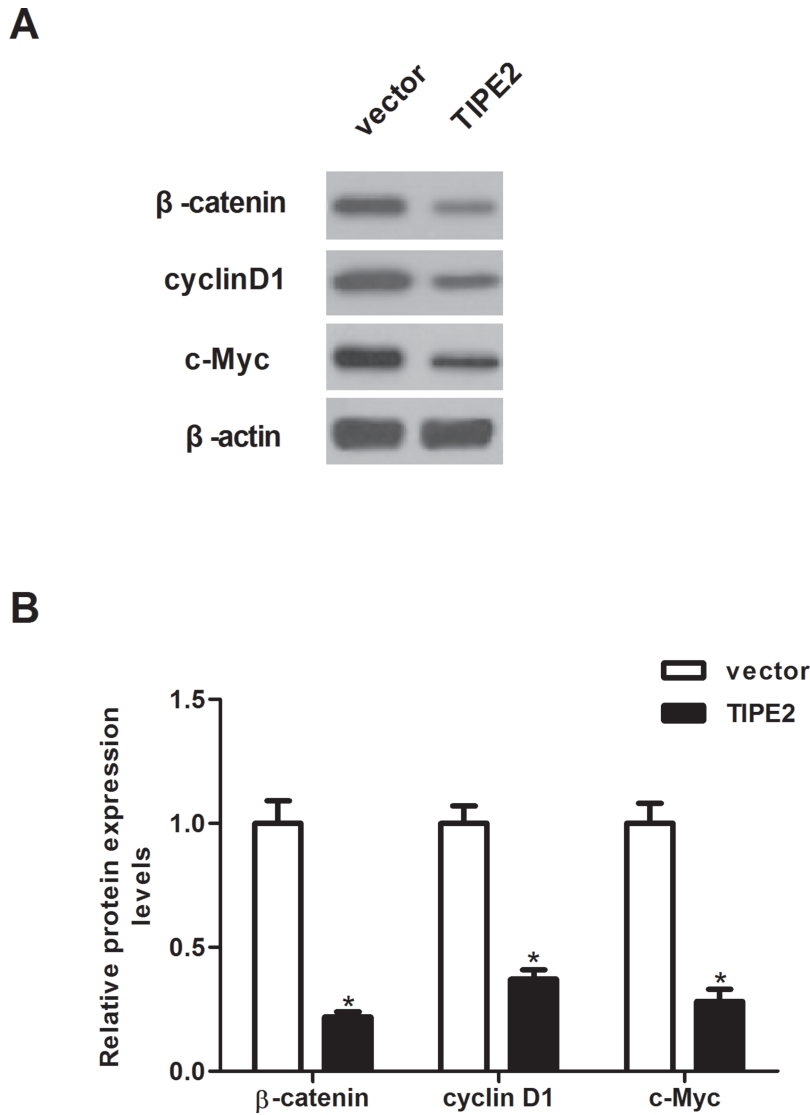 A
vector TIPE2
β -catenin
cyclinD1
c-Myc
β -actin
B
vector
TIPE2
Relative protein expression
levels
1.5
1.0
0.5
0.0
* * *
β-catenin cyclin D1 c-Myc